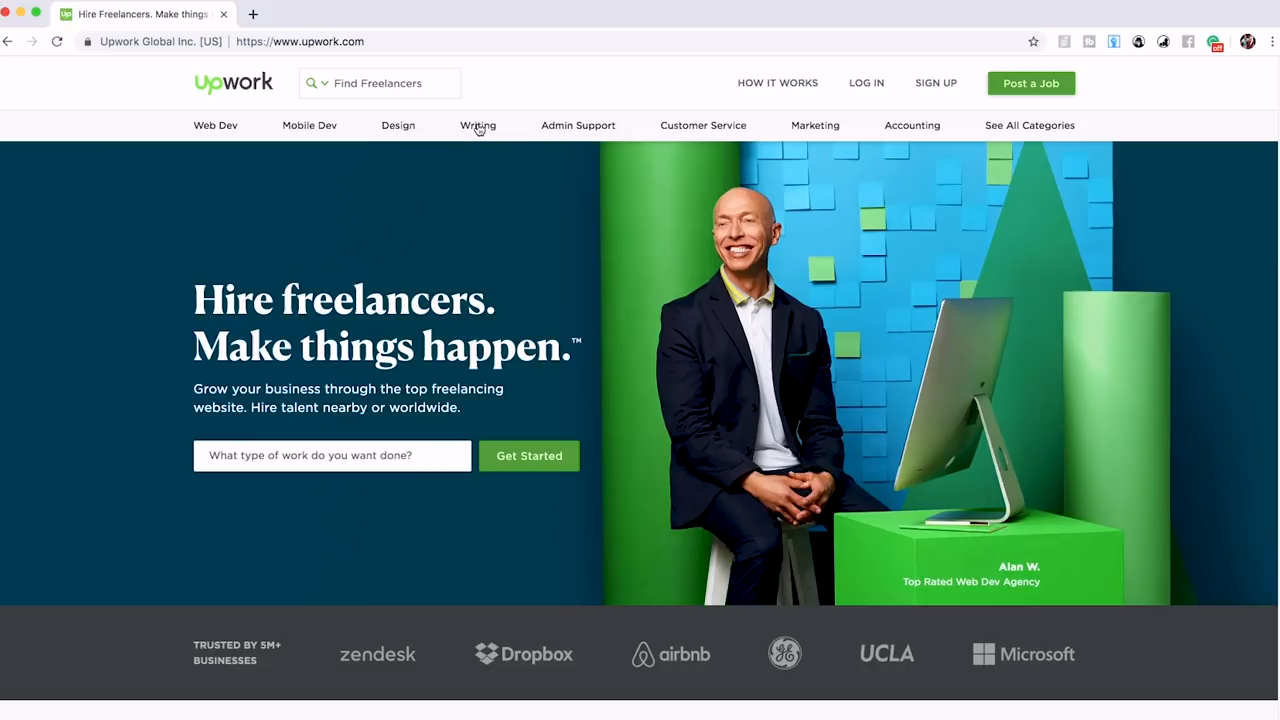 Hire Freelancers. Make things
Upwork Global Inc. [US] https://www.upwork.com
off
upwork
Find Freelancers
HOW IT WORKS
LOG IN
SIGN UP
Post a Job
Web Dev
Mobile Dev
Design
Writing
Admin Support
Customer Service
Marketing
Accounting
See All Categories
Hire freelancers.
Make things happen.™
Grow your business through the top freelancing
website. Hire talent nearby or worldwide.
What type of work do you want done?
Get Started
Alan W.
Top Rated Web Dev Agency
TRUSTED BY 5M+
BUSINESSES
zendesk
Dropbox
airbnb
GE
UCLA
Microsoft